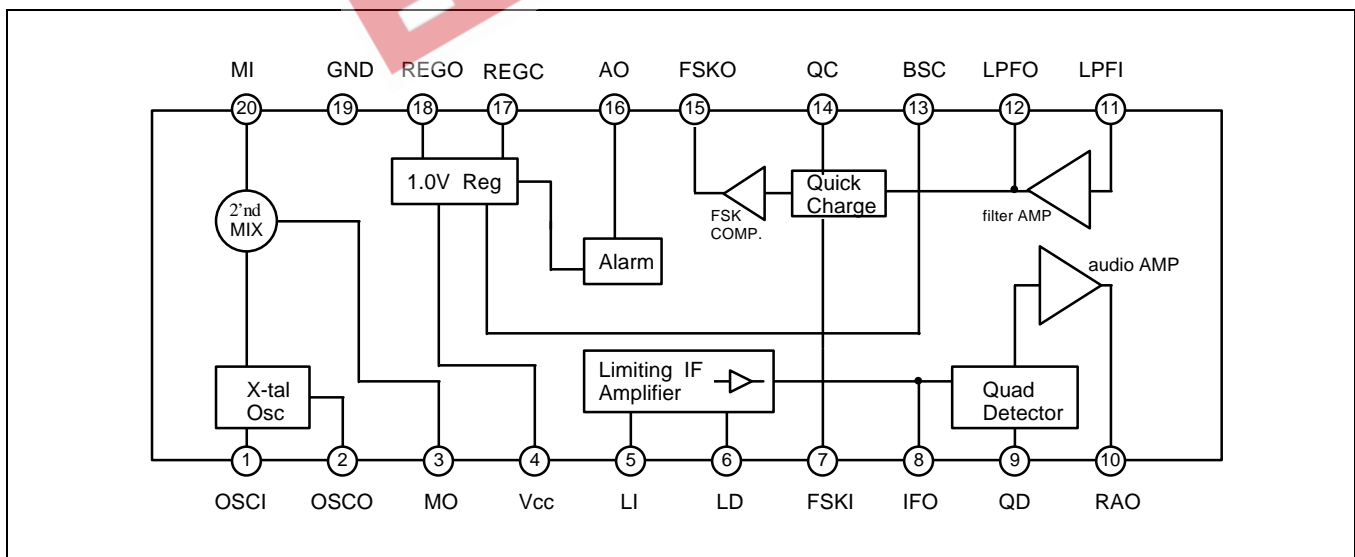 MI GND REGO REGC AO FSKO QC BSC LPFO LPFI
20 19 18 17 16 15 14 13 12 11
1.0V Reg
Quick
Charge
2'nd
MIX
FSK
COMP.
filter AMP
Alarm
audio AMP
Limiting IF
Amplifier
X-tal
Osc
Quad
Detector
1 2 3 4 5 6 7 8 9 10
OSCI OSCO MO Vcc LI LD FSKI IFO QD RAO